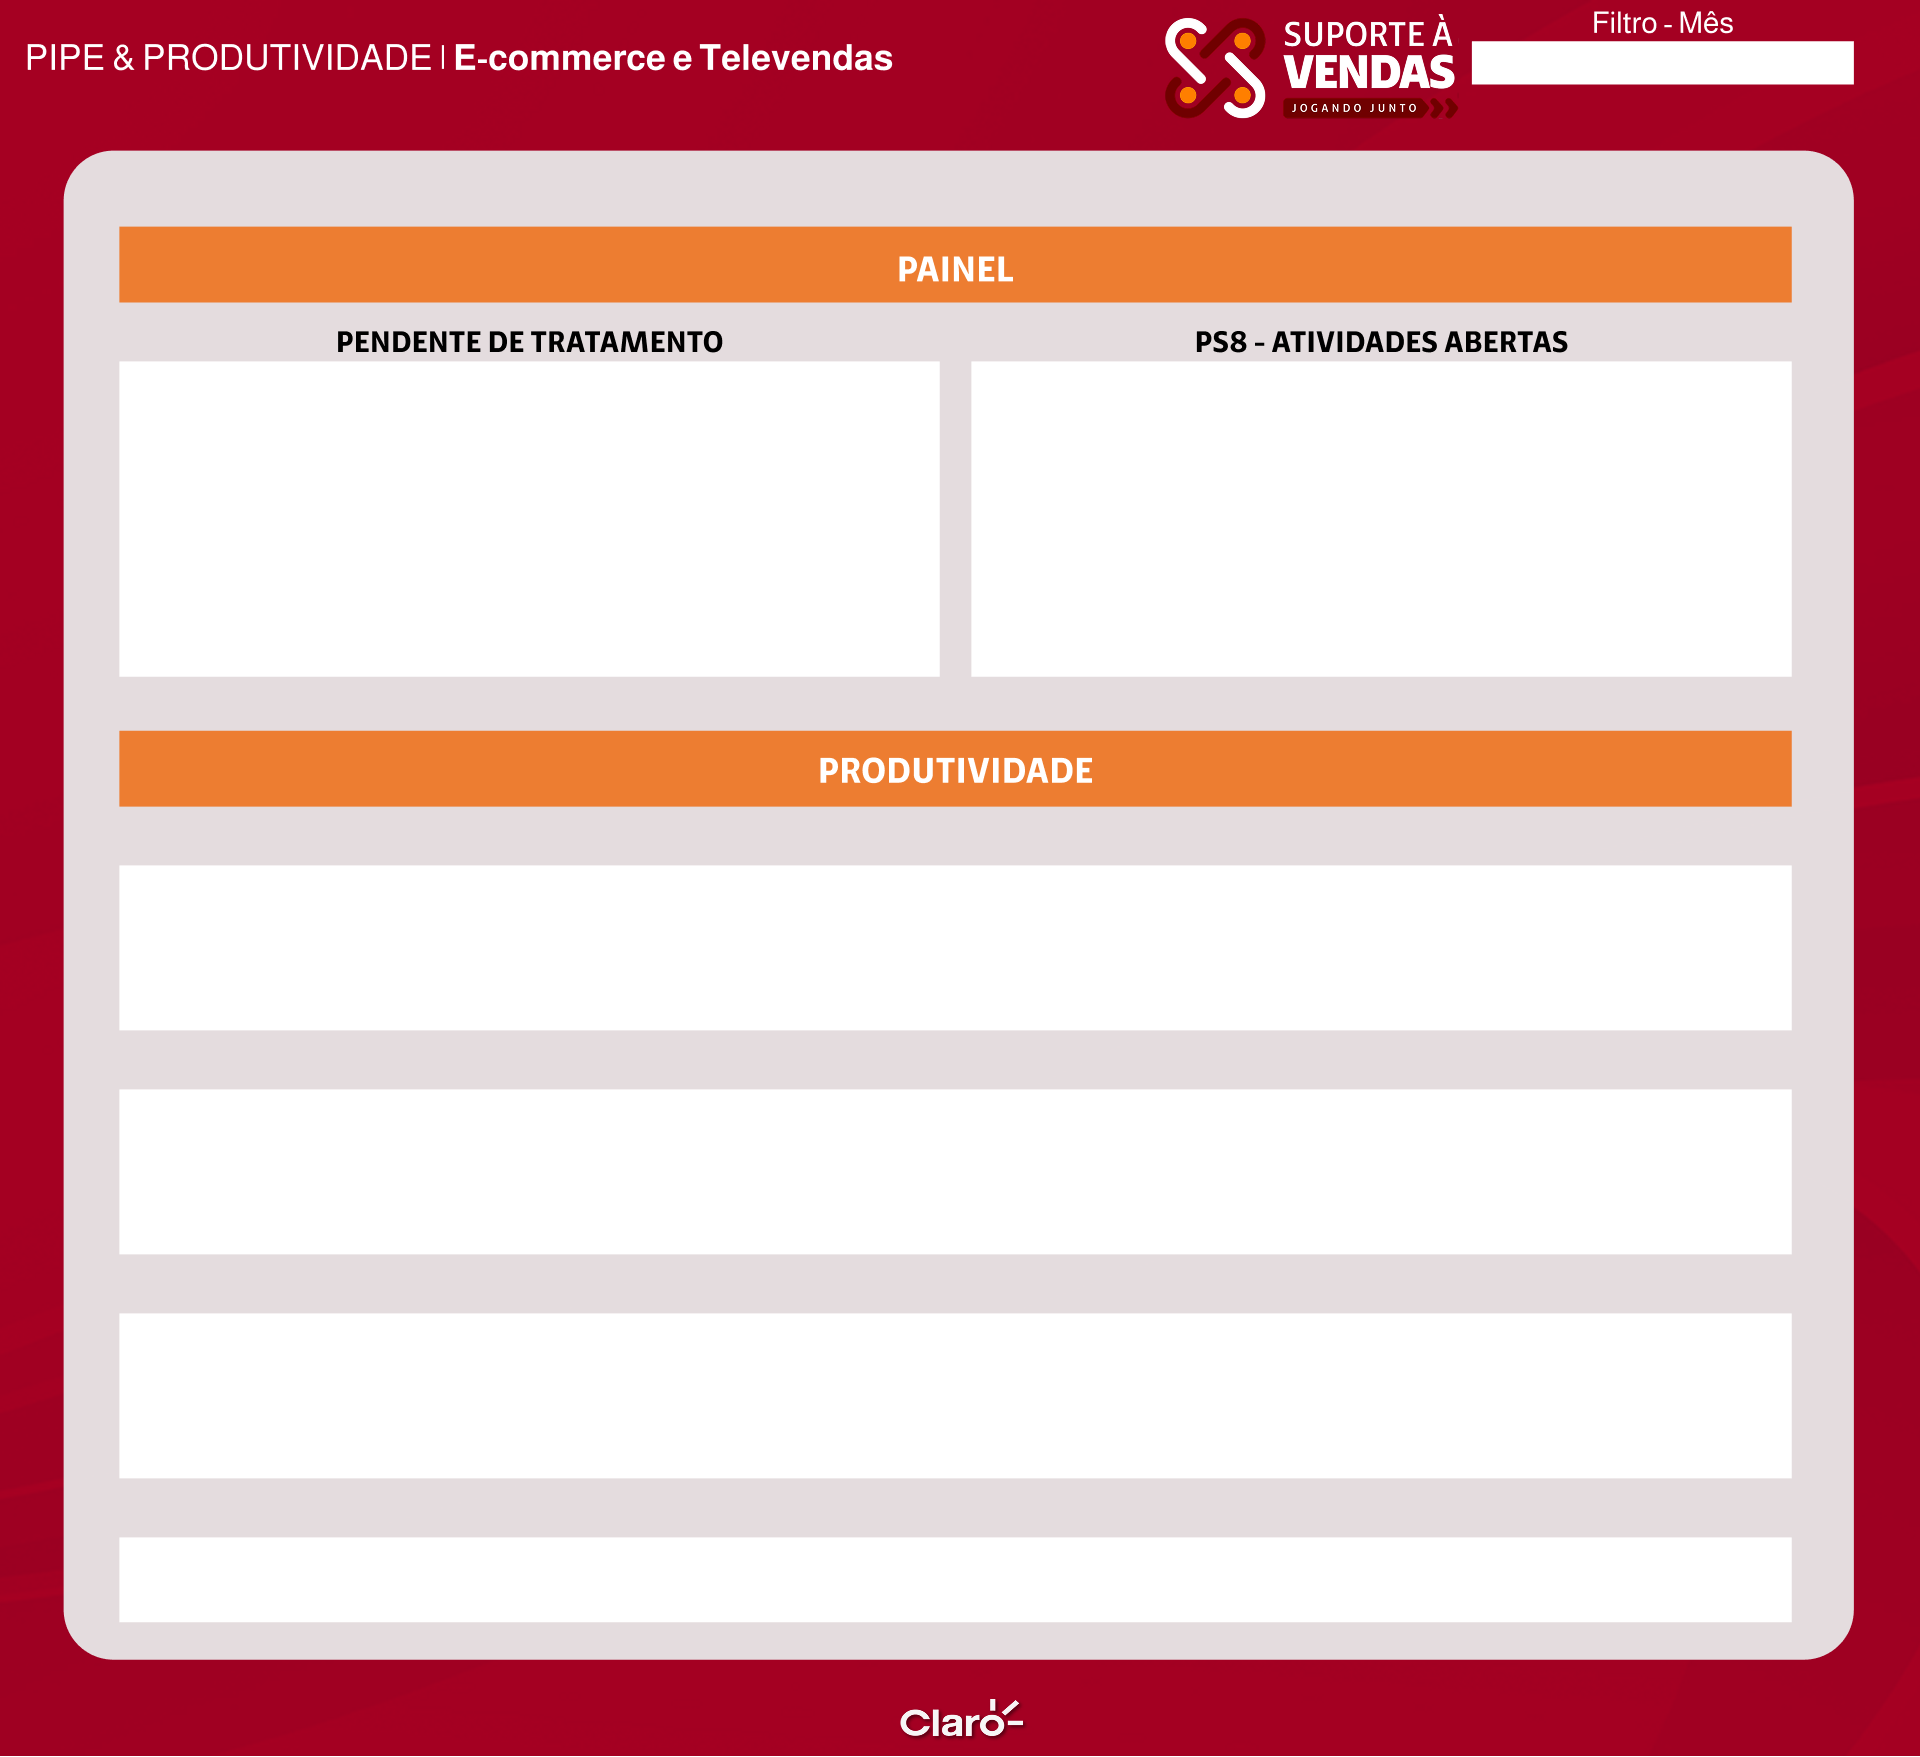 PIPE & PRODUTIVIDADE | E-commerce e Televendas
SUPORTE À
VENDAS
JOGANDO JUNTO
Filtro - Mês
PAINEL
PENDENTE DE TRATAMENTO
PS8 - ATIVIDADES ABERTAS
PRODUTIVIDADE
Claro